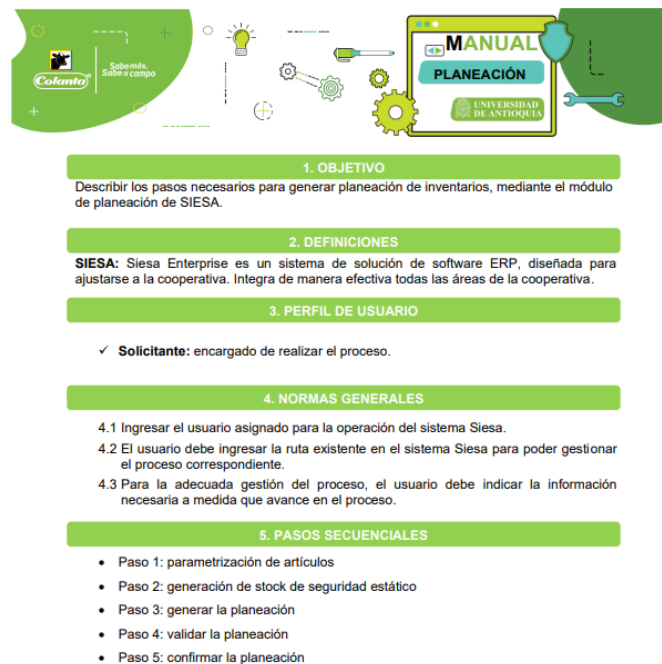 Colanta®
Sabe más,
Sabe a campo
MANUAL
PLANEACIÓN
UNIVERSIDAD
DE ANTIOQUIA
1. OBJETIVO
Describir los pasos necesarios para generar planeación de inventarios, mediante el módulo
de planeación de SIESA.
2. DEFINICIONES
SIESA: Siesa Enterprise es un sistema de solución de software ERP, diseñada para
ajustarse a la cooperativa. Integra de manera efectiva todas las áreas de la cooperativa.
3. PERFIL DE USUARIO
✓ Solicitante: encargado de realizar el proceso.
4. NORMAS GENERALES
4.1 Ingresar el usuario asignado para la operación del sistema Siesa.
4.2 El usuario debe ingresar la ruta existente en el sistema Siesa para poder gestionar
el proceso correspondiente.
4.3 Para la adecuada gestión del proceso, el usuario debe indicar la información
necesaria a medida que avance en el proceso.
5. PASOS SECUENCIALES
• Paso 1: parametrización de artículos
• Paso 2: generación de stock de seguridad estático
• Paso 3: generar la planeación
• Paso 4: validar la planeación
• Paso 5: confirmar la planeación